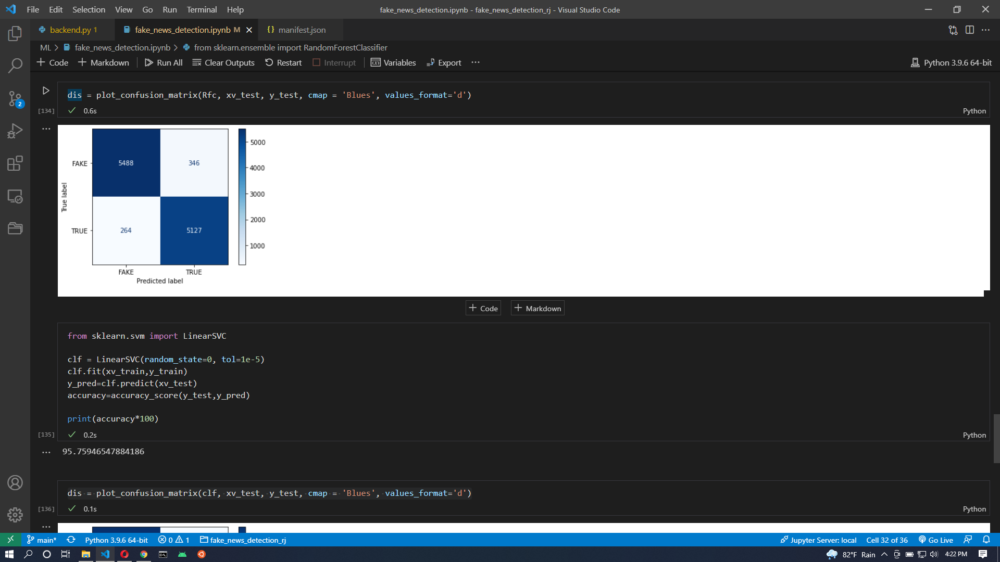 File Edit Selection View Go Run Terminal Help
fake_news_detection.ipynb - fake_news_detection_rj - Visual Studio Code
backend.py 1
fake_news_detection.ipynb M
{} manifest.json
ML > fake_news_detection.ipynb > from sklearn.ensemble import RandomForestClassifier
+ Code + Markdown Run All Clear Outputs Restart Interrupt Variables Export ...
Python 3.9.6 64-bit
dis = plot_confusion_matrix(Rfc, xv_test, y_test, cmap = 'Blues', values_format='d')
[134] 0.6s
Python
5000
FAKE 5488 346
4000
3000
True label
2000
TRUE 264 5127
1000
FAKE TRUE
Predicted label
+ Code + Markdown
from sklearn.svm import LinearSVC
clf = LinearSVC(random_state=0, tol=1e-5)
clf.fit(xv_train,y_train)
y_pred=clf.predict(xv_test)
accuracy=accuracy_score(y_test,y_pred)
print(accuracy*100)
[135] 0.2s
Python
95.75946547884186
dis = plot_confusion_matrix(clf, xv_test, y_test, cmap = 'Blues', values_format='d')
[136] 0.1s
Python
2
main* Python 3.9.6 64-bit 0 1 fake_news_detection_rj
Jupyter Server: local Cell 32 of 36 Go Live
82°F Rain 4:22 PM